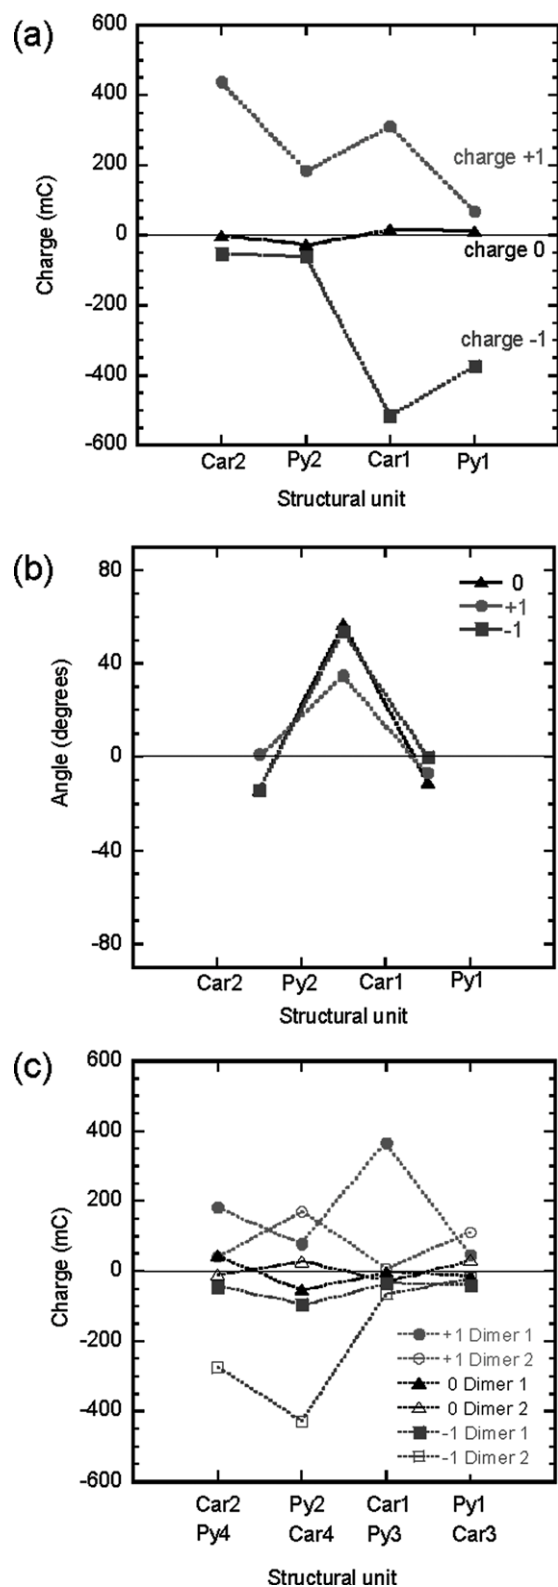 (a)
600
400
200
0
-200
-400
-600
Charge (mC)
charge +1
charge 0
charge -1
Car2 Py2 Car1 Py1
Structural unit
(b)
80
40
0
-40
-80
Angle (degrees)
0
+1
-1
Car2 Py2 Car1 Py1
Structural unit
(c)
600
400
200
0
-200
-400
-600
Charge (mC)
+1 Dimer 1
+1 Dimer 2
0 Dimer 1
0 Dimer 2
-1 Dimer 1
-1 Dimer 2
Car2 Py2 Car1 Py1
Py4 Car4 Py3 Car3
Structural unit